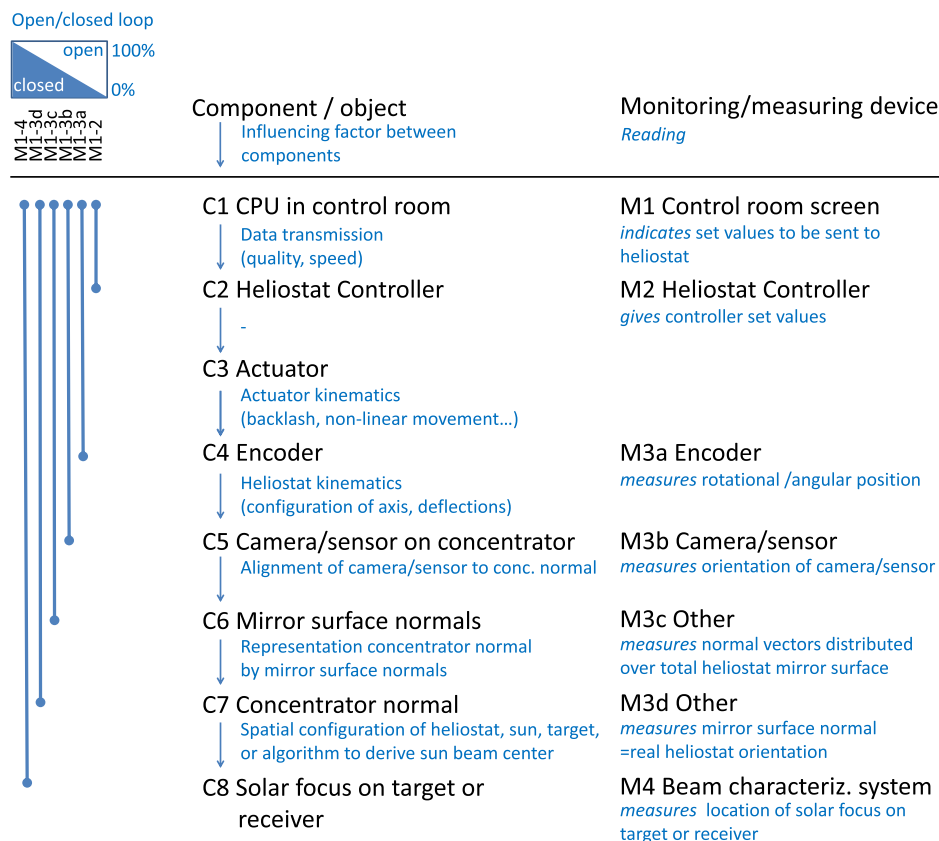 Open/closed loop
open
100%
closed
0%
M1-4
M1-3d
M1-3c
M1-3b
M1-3a
M1-2
Component / object
Influencing factor between
components
Monitoring/measuring device
Reading
C1 CPU in control room
Data transmission
(quality, speed)
M1 Control room screen
indicates set values to be sent to
heliostat
C2 Heliostat Controller
-
M2 Heliostat Controller
gives controller set values
C3 Actuator
Actuator kinematics
(backlash, non-linear movement…)
C4 Encoder
Heliostat kinematics
(configuration of axis, deflections)
M3a Encoder
measures rotational /angular position
C5 Camera/sensor on concentrator
Alignment of camera/sensor to conc. normal
M3b Camera/sensor
measures orientation of camera/sensor
C6 Mirror surface normals
Representation concentrator normal
by mirror surface normals
M3c Other
measures normal vectors distributed
over total heliostat mirror surface
C7 Concentrator normal
Spatial configuration of heliostat, sun, target,
or algorithm to derive sun beam center
M3d Other
measures mirror surface normal
=real heliostat orientation
C8 Solar focus on target or
receiver
M4 Beam characteriz. system
measures location of solar focus on
target or receiver